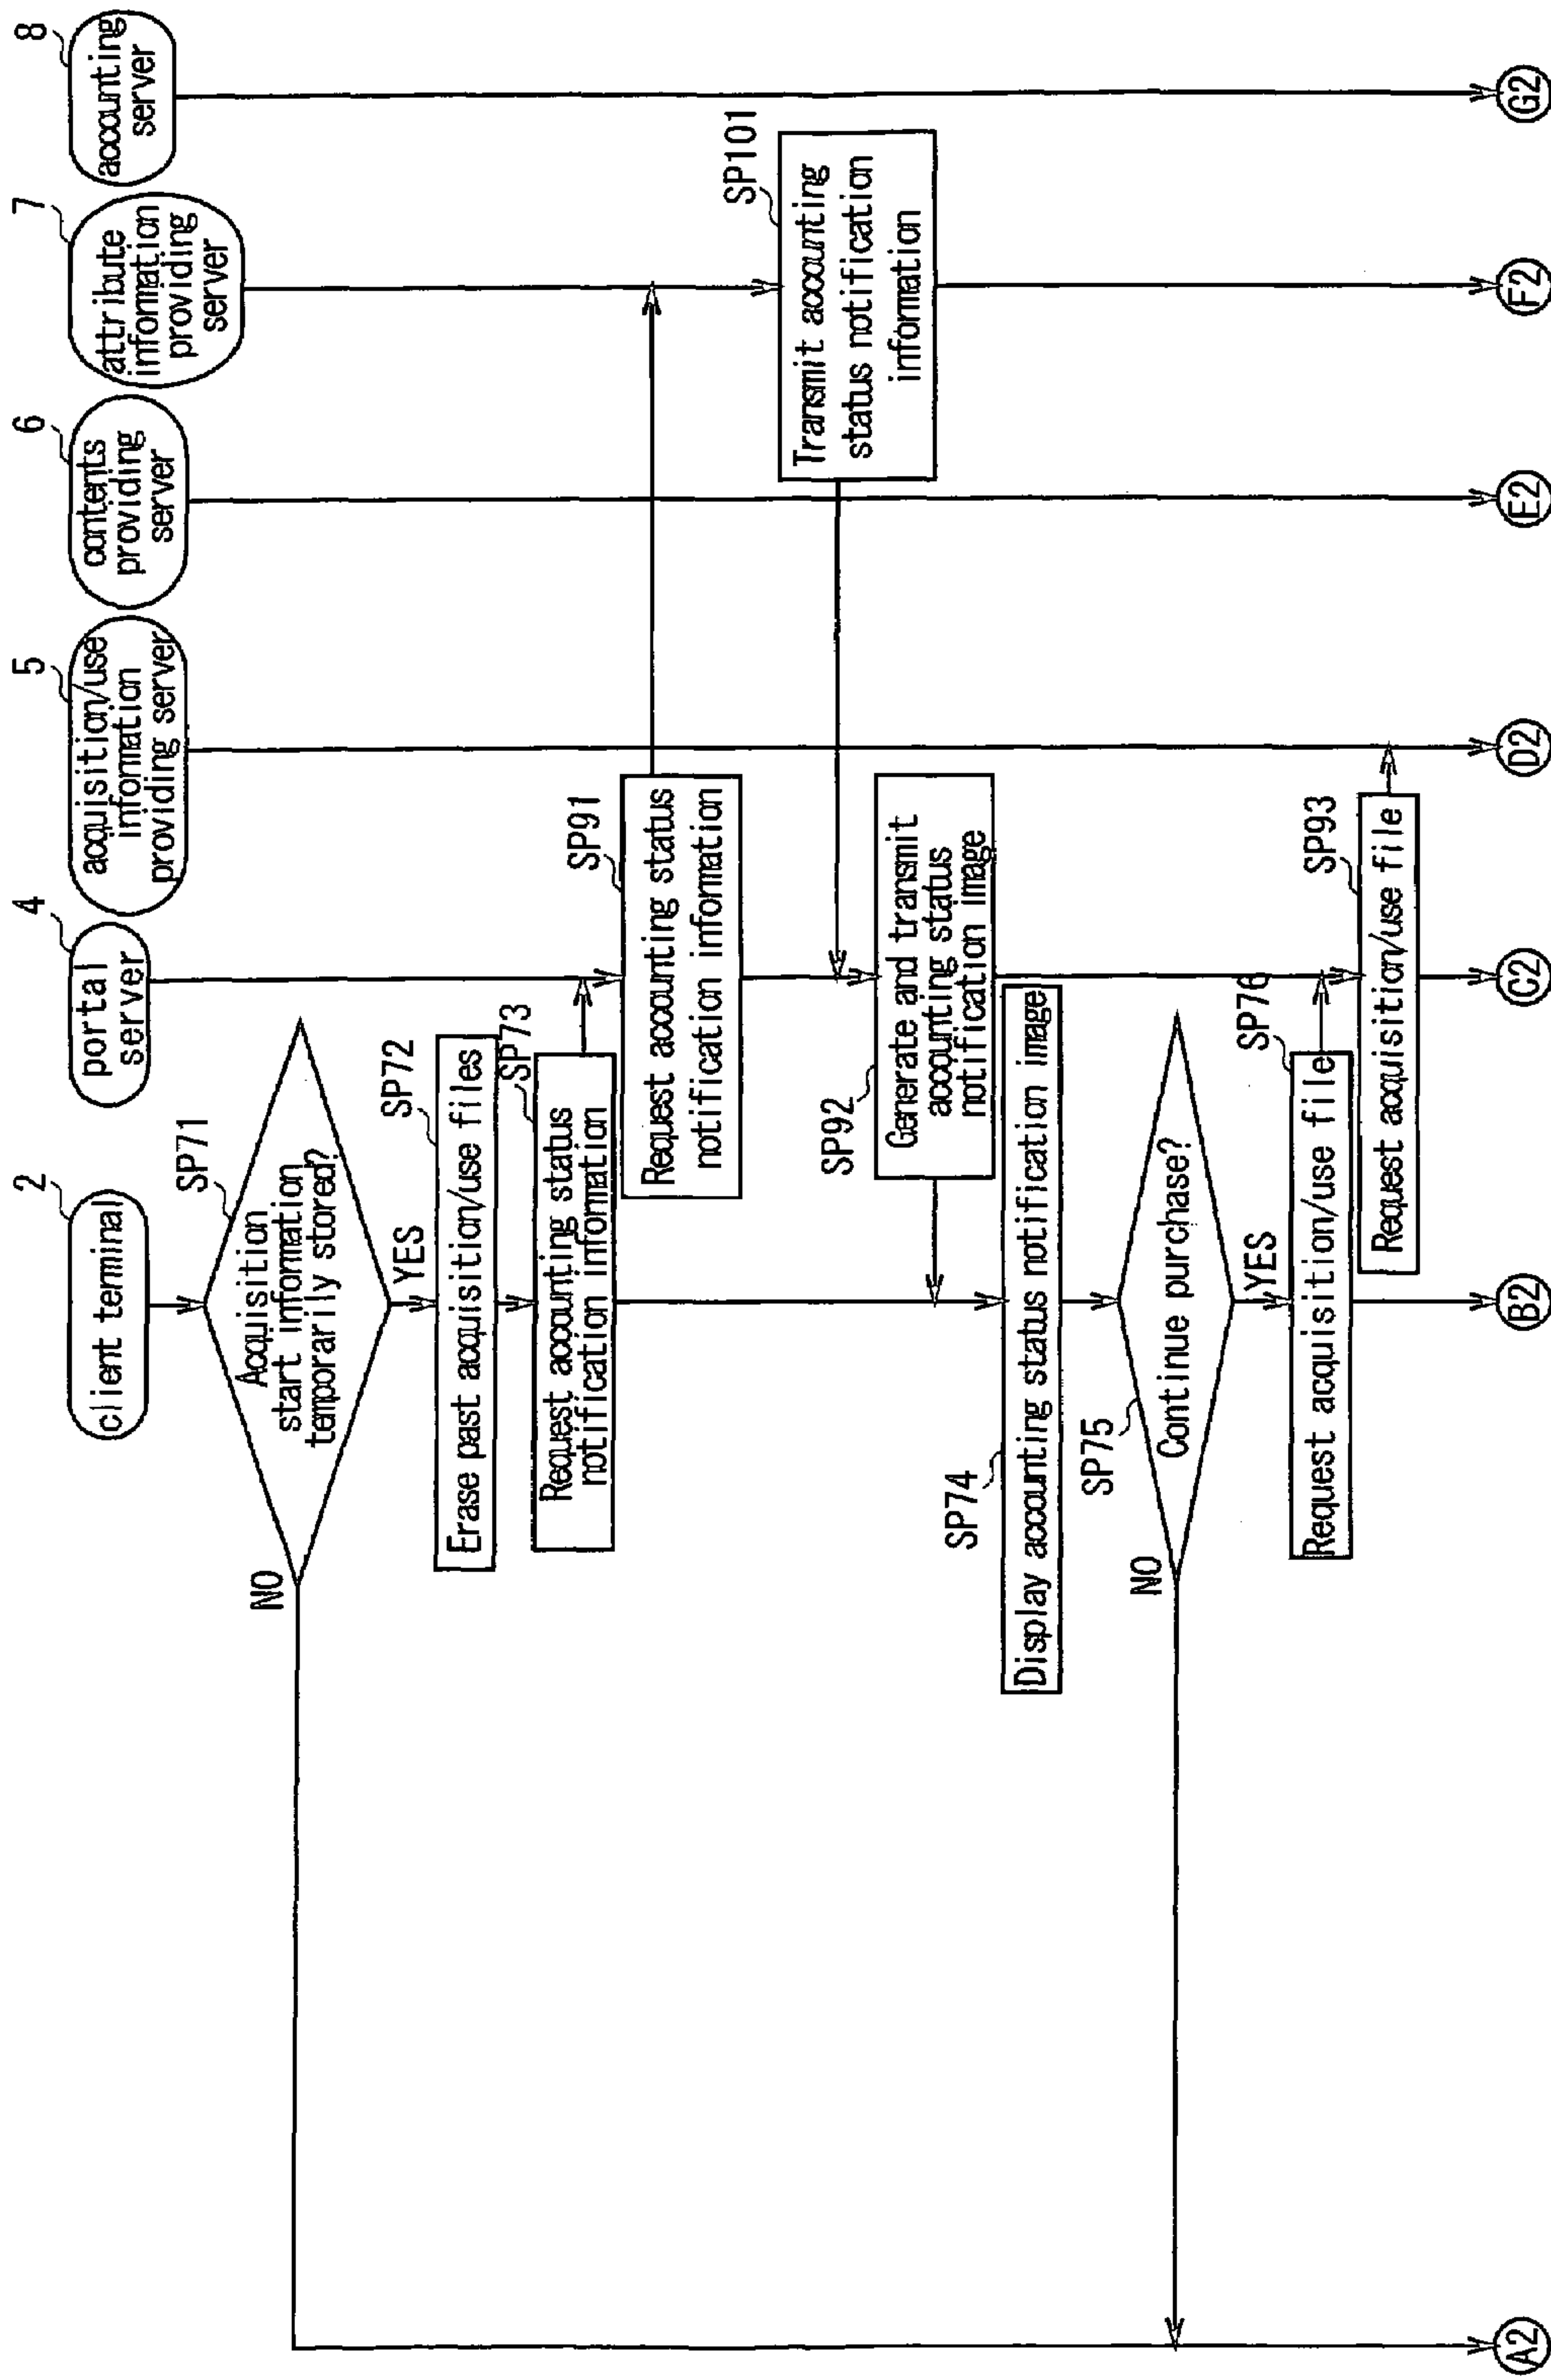 2
client terminal
4
portal
server
5
acquisition/use
information
providing server
6
contents
providing
server
7
attribute
information
providing
server
8
accounting
server
SP71
Acquisition
start information
temporarily stored?
NO
YES
SP72
Erase past acquisition/use files
SP73
Request accounting status
notification information
SP91
Request accounting status
notification information
SP101
Transmit accounting
status notification
information
SP92
Generate and transmit
accounting status
notification image
SP74
Display accounting status notification image
SP75
Continue purchase?
NO
YES
SP76
Request acquisition/use file
SP93
Request acquisition/use file
A2
B2
C2
D2
E2
F2
G2